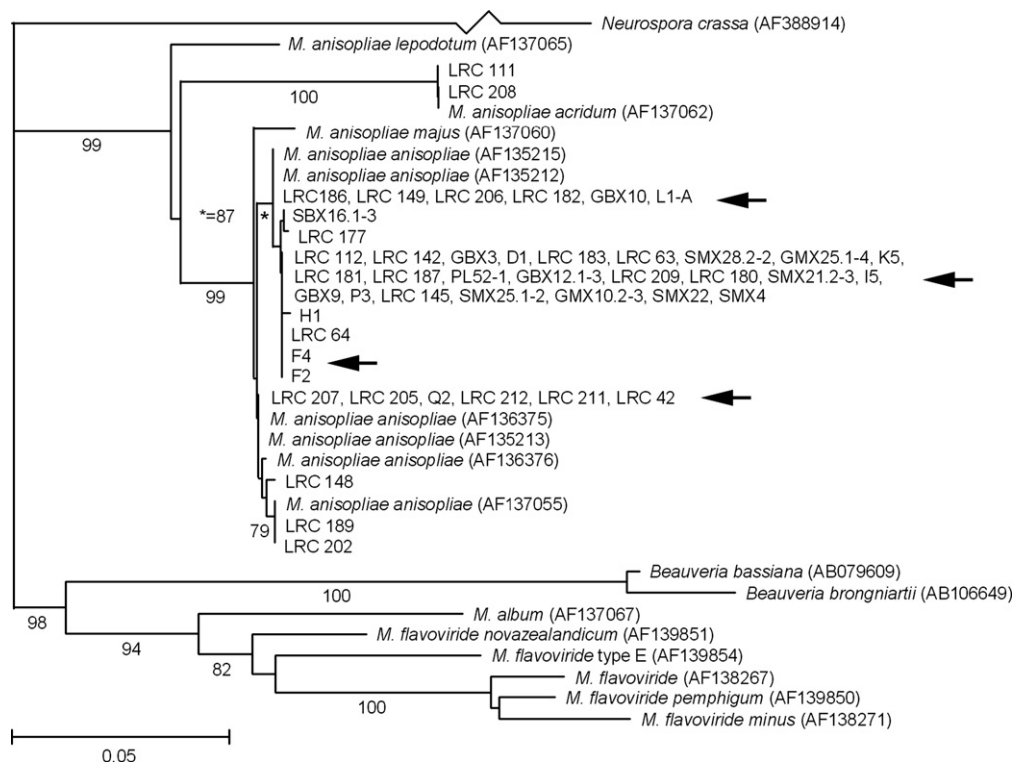 Neurospora crassa (AF388914)
M. anisopliae lepodotum (AF137065)
LRC 111
100
LRC 208
M. anisopliae acridum (AF137062)
M. anisopliae majus (AF137060)
99
M. anisopliae anisopliae (AF135215)
M. anisopliae anisopliae (AF135212)
LRC186, LRC 149, LRC 206, LRC 182, GBX10, L1-A
*=87
*
SBX16.1-3
LRC 177
LRC 112, LRC 142, GBX3, D1, LRC 183, LRC 63, SMX28.2-2, GMX25.1-4, K5,
LRC 181, LRC 187, PL52-1, GBX12.1-3, LRC 209, LRC 180, SMX21.2-3, I5,
GBX9, P3, LRC 145, SMX25.1-2, GMX10.2-3, SMX22, SMX4
99
H1
LRC 64
F4
F2
LRC 207, LRC 205, Q2, LRC 212, LRC 211, LRC 42
M. anisopliae anisopliae (AF136375)
M. anisopliae anisopliae (AF135213)
M. anisopliae anisopliae (AF136376)
LRC 148
M. anisopliae anisopliae (AF137055)
79
LRC 189
LRC 202
Beauveria bassiana (AB079609)
100
Beauveria brongniartii (AB106649)
98
M. album (AF137067)
94
M. flavoviride novazealandicum (AF139851)
82
M. flavoviride type E (AF139854)
M. flavoviride (AF138267)
100
M. flavoviride pemphigum (AF139850)
M. flavoviride minus (AF138271)
0.05